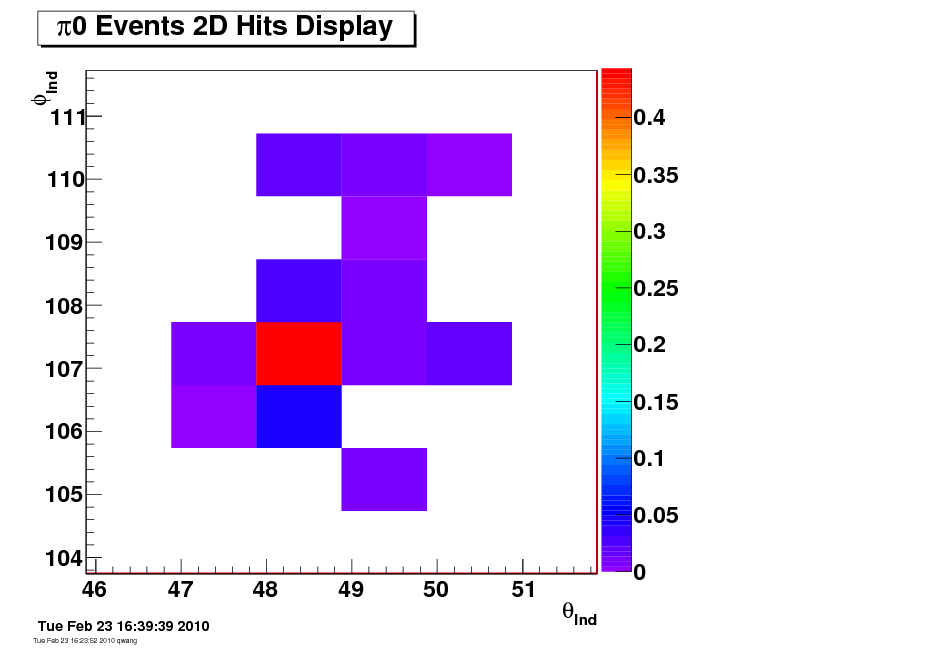 π0 Events 2D Hits Display
ϕInd
111
110
109
108
107
106
105
104
46 47 48 49 50 51
θInd
0.4
0.35
0.3
0.25
0.2
0.15
0.1
0.05
0
Tue Feb 23 16:39:39 2010
Tue Feb 23 16:23:52 2010 qwang